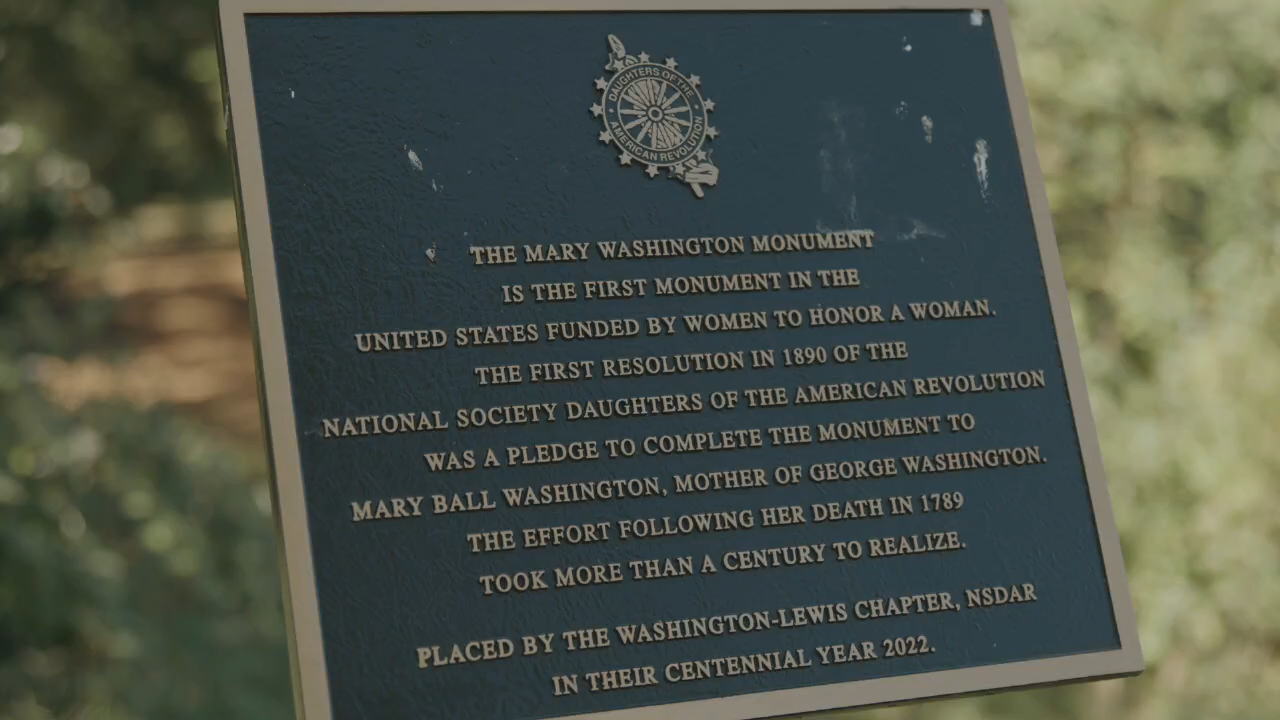 DAUGHTERS OF THE
AMERICAN REVOLUTION
THE MARY WASHINGTON MONUMENT
IS THE FIRST MONUMENT IN THE
UNITED STATES FUNDED BY WOMEN TO HONOR A WOMAN.
THE FIRST RESOLUTION IN 1890 OF THE
NATIONAL SOCIETY DAUGHTERS OF THE AMERICAN REVOLUTION
WAS A PLEDGE TO COMPLETE THE MONUMENT TO
MARY BALL WASHINGTON, MOTHER OF GEORGE WASHINGTON.
THE EFFORT FOLLOWING HER DEATH IN 1789
TOOK MORE THAN A CENTURY TO REALIZE.
PLACED BY THE WASHINGTON-LEWIS CHAPTER, NSDAR
IN THEIR CENTENNIAL YEAR 2022.